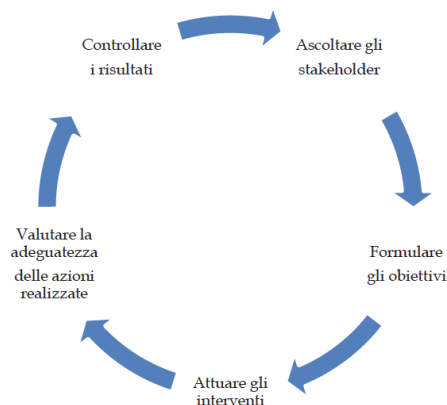 Controllare
i risultati
Ascoltare gli
stakeholder
Formulare
gli obiettivi
Attuare gli
interventi
Valutare la
adeguatezza
delle azioni
realizzate